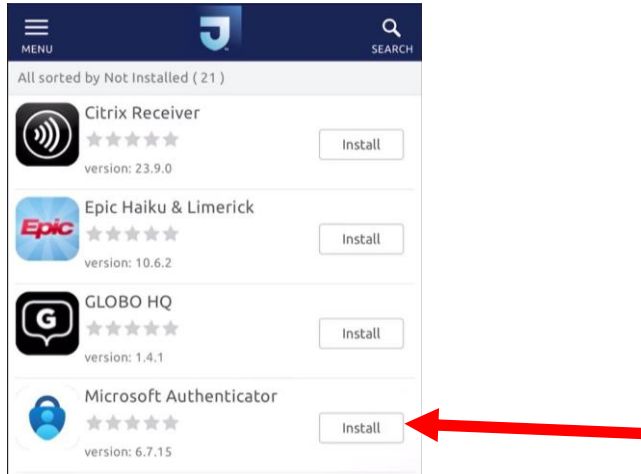 MENU
J
SEARCH
All sorted by Not Installed ( 21 )
Citrix Receiver
Install
version: 23.9.0
Epic
Epic Haiku & Limerick
Install
version: 10.6.2
G
GLOBO HQ
Install
version: 1.4.1
Microsoft Authenticator
Install
version: 6.7.15